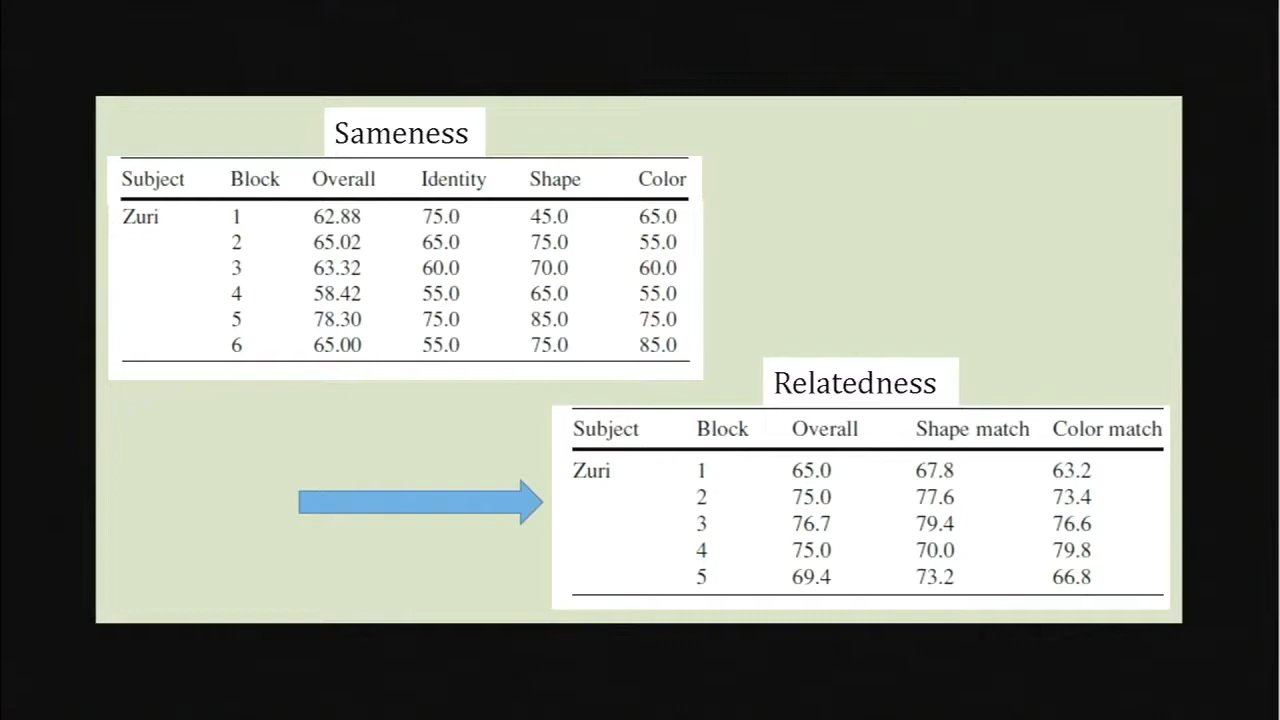 Sameness
Subject Block Overall Identity Shape Color
Zuri 1 62.88 75.0 45.0 65.0
2 65.02 65.0 75.0 55.0
3 63.32 60.0 70.0 60.0
4 58.42 55.0 65.0 55.0
5 78.30 75.0 85.0 75.0
6 65.00 55.0 75.0 85.0
Relatedness
Subject Block Overall Shape match Color match
Zuri 1 65.0 67.8 63.2
2 75.0 77.6 73.4
3 76.7 79.4 76.6
4 75.0 70.0 79.8
5 69.4 73.2 66.8